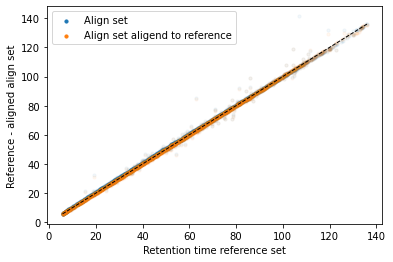 Align set
Align set aligend to reference
140
120
100
80
60
40
20
0
0 20 40 60 80 100 120 140
Reference - aligned align set
Retention time reference set